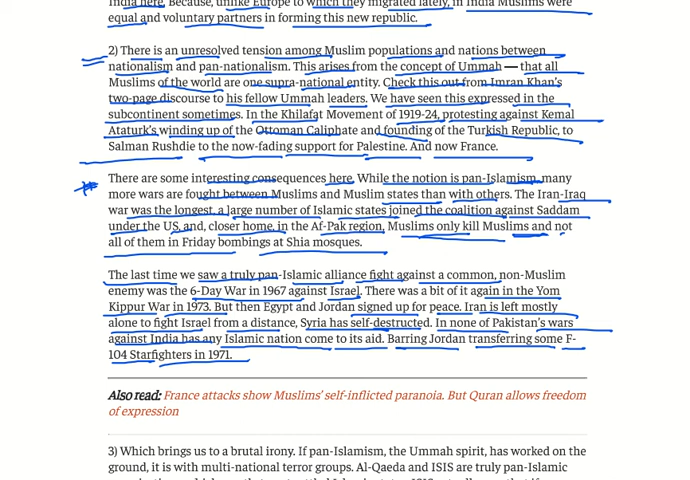 India here. Because, unlike Europe to which they migrated lately, in India Muslims were
equal and voluntary partners in forming this new republic.
2) There is an unresolved tension among Muslim populations and nations between
nationalism and pan-nationalism. This arises from the concept of Ummah — that all
Muslims of the world are one supra-national entity. Check this out from Imran Khan's
two-page discourse to his fellow Ummah leaders. We have seen this expressed in the
subcontinent sometimes. In the Khilafat Movement of 1919-24, protesting against Kemal
Ataturk's winding up of the Ottoman Caliphate and founding of the Turkish Republic, to
Salman Rushdie to the now-fading support for Palestine. And now France.
There are some interesting consequences here. While the notion is pan-Islamism, many
more wars are fought between Muslims and Muslim states than with others. The Iran-Iraq
war was the longest, a large number of Islamic states joined the coalition against Saddam
under the US, and, closer home, in the Af-Pak region, Muslims only kill Muslims and not
all of them in Friday bombings at Shia mosques.
The last time we saw a truly pan-Islamic alliance fight against a common, non-Muslim
enemy was the 6-Day War in 1967 against Israel. There was a bit of it again in the Yom
Kippur War in 1973. But then Egypt and Jordan signed up for peace. Iran is left mostly
alone to fight Israel from a distance, Syria has self-destructed. In none of Pakistan's wars
against India has any Islamic nation come to its aid. Barring Jordan transferring some F-
104 Starfighters in 1971.
Also read: France attacks show Muslims' self-inflicted paranoia. But Quran allows freedom
of expression
3) Which brings us to a brutal irony. If pan-Islamism, the Ummah spirit, has worked on the
ground, it is with multi-national terror groups. Al-Qaeda and ISIS are truly pan-Islamic